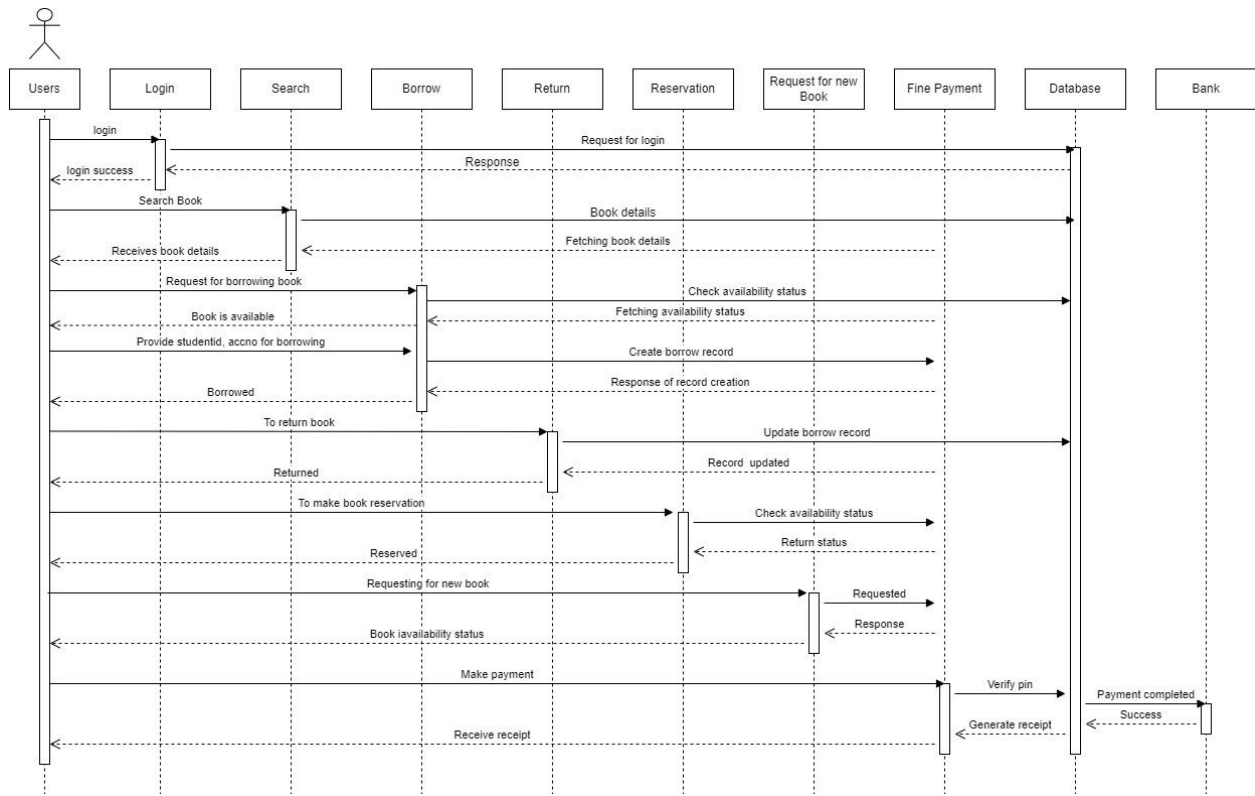 Users
Login
Search
Borrow
Return
Reservation
Request for new
Book
Fine Payment
Database
Bank
login
Request for login
Response
login success
Search Book
Book details
Fetching book details
Receives book details
Request for borrowing book
Check availability status
Fetching availability status
Book is available
Provide studentid, accno for borrowing
Create borrow record
Response of record creation
Borrowed
To return book
Update borrow record
Record updated
Returned
To make book reservation
Check availability status
Return status
Reserved
Requesting for new book
Requested
Response
Book iavailability status
Make payment
Verify pin
Payment completed
Success
Generate receipt
Receive receipt